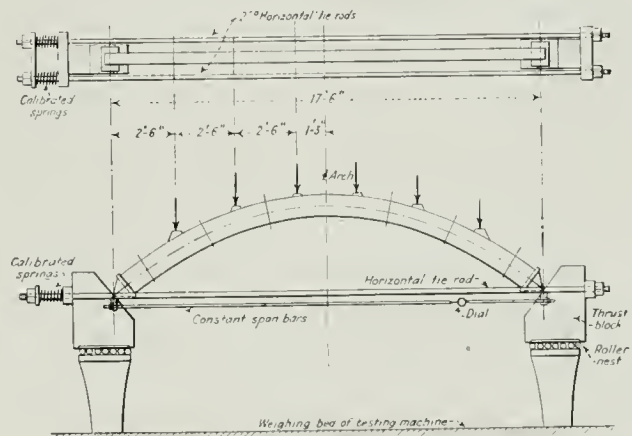 2"⌀ Horizontal tie rods
Calibrated
springs
17'-6"
2'-6" 2'-6" 2'-6" 1'-3"
℄ Arch
Calibrated
springs
Horizontal tie rod
Constant span bars
Dial
Thrust
block
Roller
nest
Weighing bed of testing machine